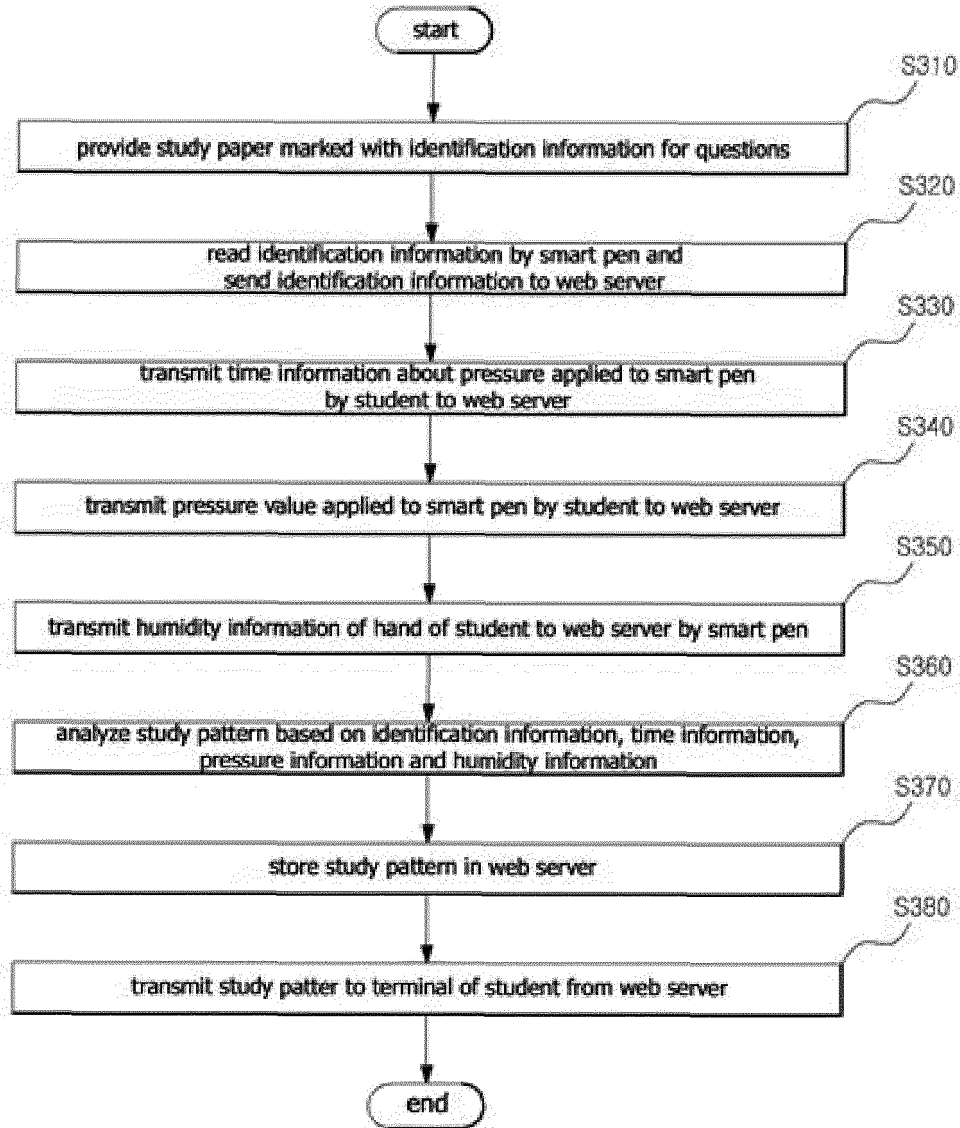 start
S310
provide study paper marked with identification information for questions
S320
read identification information by smart pen and
send identification information to web server
S330
transmit time information about pressure applied to smart pen
by student to web server
S340
transmit pressure value applied to smart pen by student to web server
S350
transmit humidity information of hand of student to web server by smart pen
S360
analyze study pattern based on identification information, time information,
pressure information and humidity information
S370
store study pattern in web server
S380
transmit study patter to terminal of student from web server
end